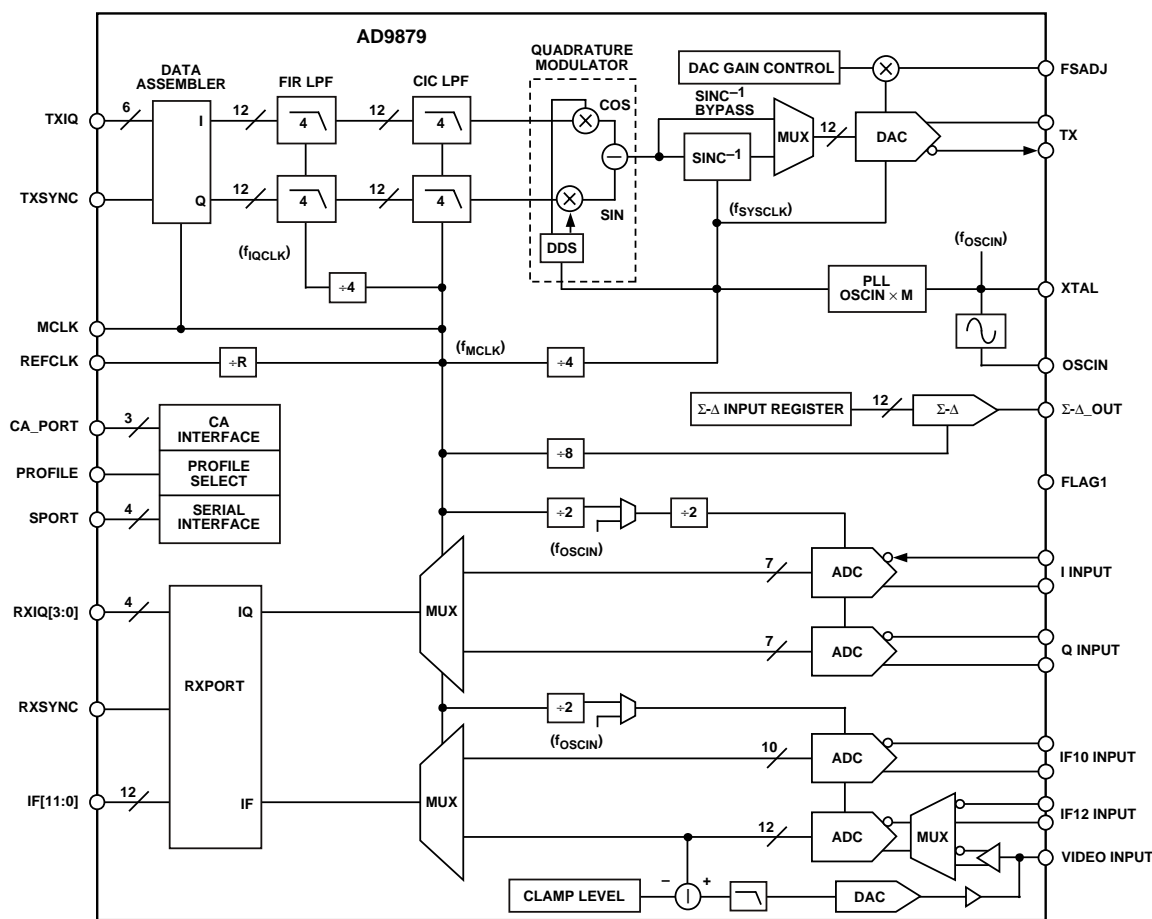 AD9879
DATA
ASSEMBLER
FIR LPF
CIC LPF
QUADRATURE
MODULATOR
DAC GAIN CONTROL
FSADJ
TXIQ
6
I
12
4
12
4
COS
SINC⁻¹
BYPASS
MUX
12
DAC
TX
SINC⁻¹
TXSYNC
Q
12
4
12
4
SIN
DDS
(fSYSCLK)
(fIQCLK)
÷4
(fOSCIN)
PLL
OSCIN × M
XTAL
MCLK
REFCLK
÷R
(fMCLK)
÷4
OSCIN
Σ-Δ INPUT REGISTER
12
Σ-Δ
Σ-Δ_OUT
CA_PORT
3
CA
INTERFACE
÷8
PROFILE
PROFILE
SELECT
FLAG1
SPORT
4
SERIAL
INTERFACE
÷2
÷2
(fOSCIN)
7
ADC
I INPUT
RXIQ[3:0]
4
IQ
MUX
7
ADC
Q INPUT
RXPORT
RXSYNC
÷2
(fOSCIN)
10
ADC
IF10 INPUT
IF[11:0]
12
IF
MUX
12
ADC
MUX
IF12 INPUT
VIDEO INPUT
CLAMP LEVEL
–
+
DAC